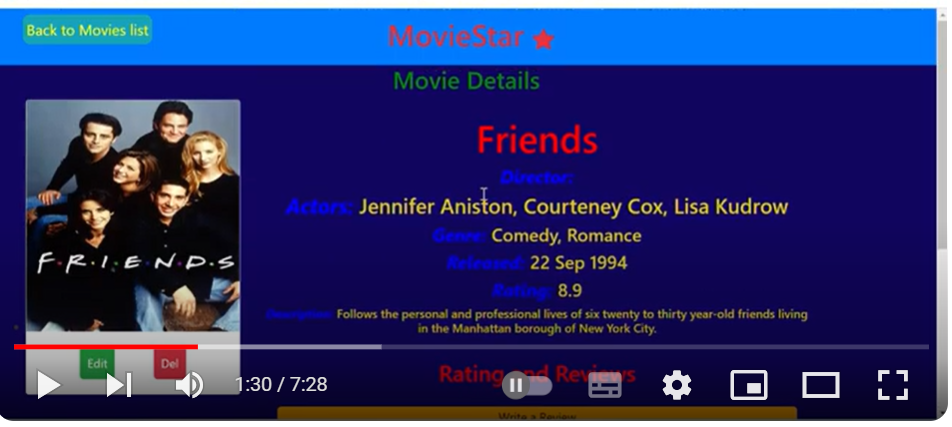 Back to Movies list
MovieStar
Movie Details
Friends
Director:
Actors: Jennifer Aniston, Courteney Cox, Lisa Kudrow
Genre: Comedy, Romance
Released: 22 Sep 1994
Rating: 8.9
Description: Follows the personal and professional lives of six twenty to thirty year-old friends living
in the Manhattan borough of New York City.
F·R·I·E·N·D·S
Edit
Del
Rating and Reviews
Write a Review
1:30 / 7:28